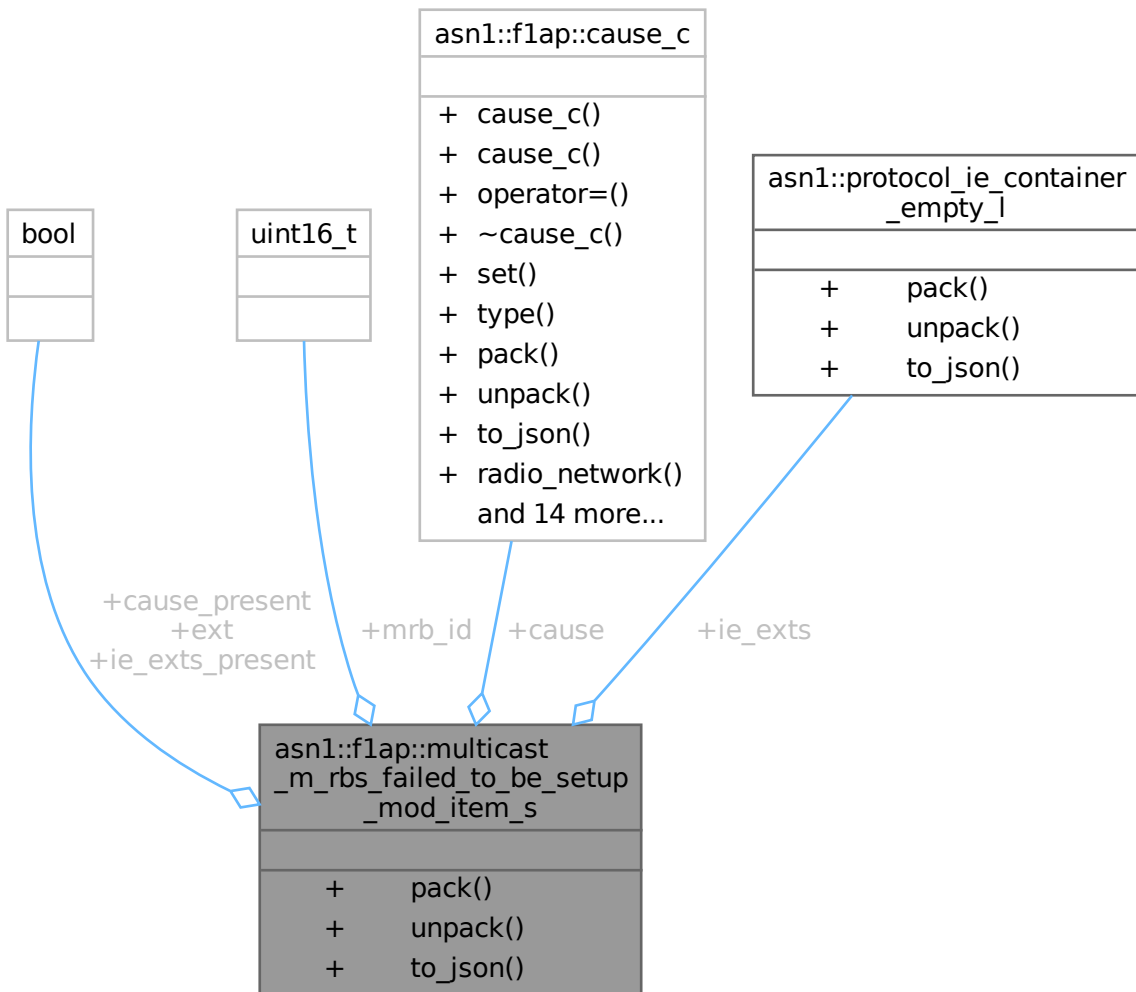 asn1::f1ap::cause_c
+ cause_c()
+ cause_c()
+ operator=()
+ ~cause_c()
+ set()
+ type()
+ pack()
+ unpack()
+ to_json()
+ radio_network()
and 14 more...
asn1::protocol_ie_container
_empty_l
+ pack()
+ unpack()
+ to_json()
bool
uint16_t
+cause_present
+ext
+ie_exts_present
+mrb_id
+cause
+ie_exts
asn1::f1ap::multicast
_m_rbs_failed_to_be_setup
_mod_item_s
+ pack()
+ unpack()
+ to_json()